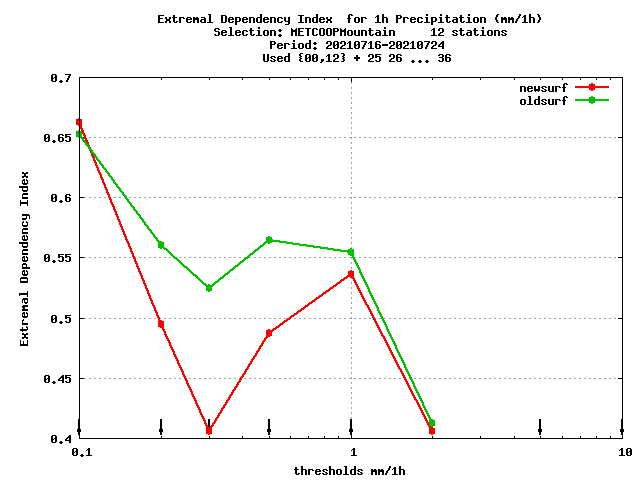 Extremal Dependency Index  for 1h Precipitation (mm/1h)
Selection: METCOOPMountain     12 stations
Period: 20210716-20210724
Used {00,12} + 25 26 ... 36
newsurf
oldsurf
0.7
0.65
0.6
0.55
0.5
0.45
0.4
Extremal Dependency Index
0.1 1 10
thresholds mm/1h